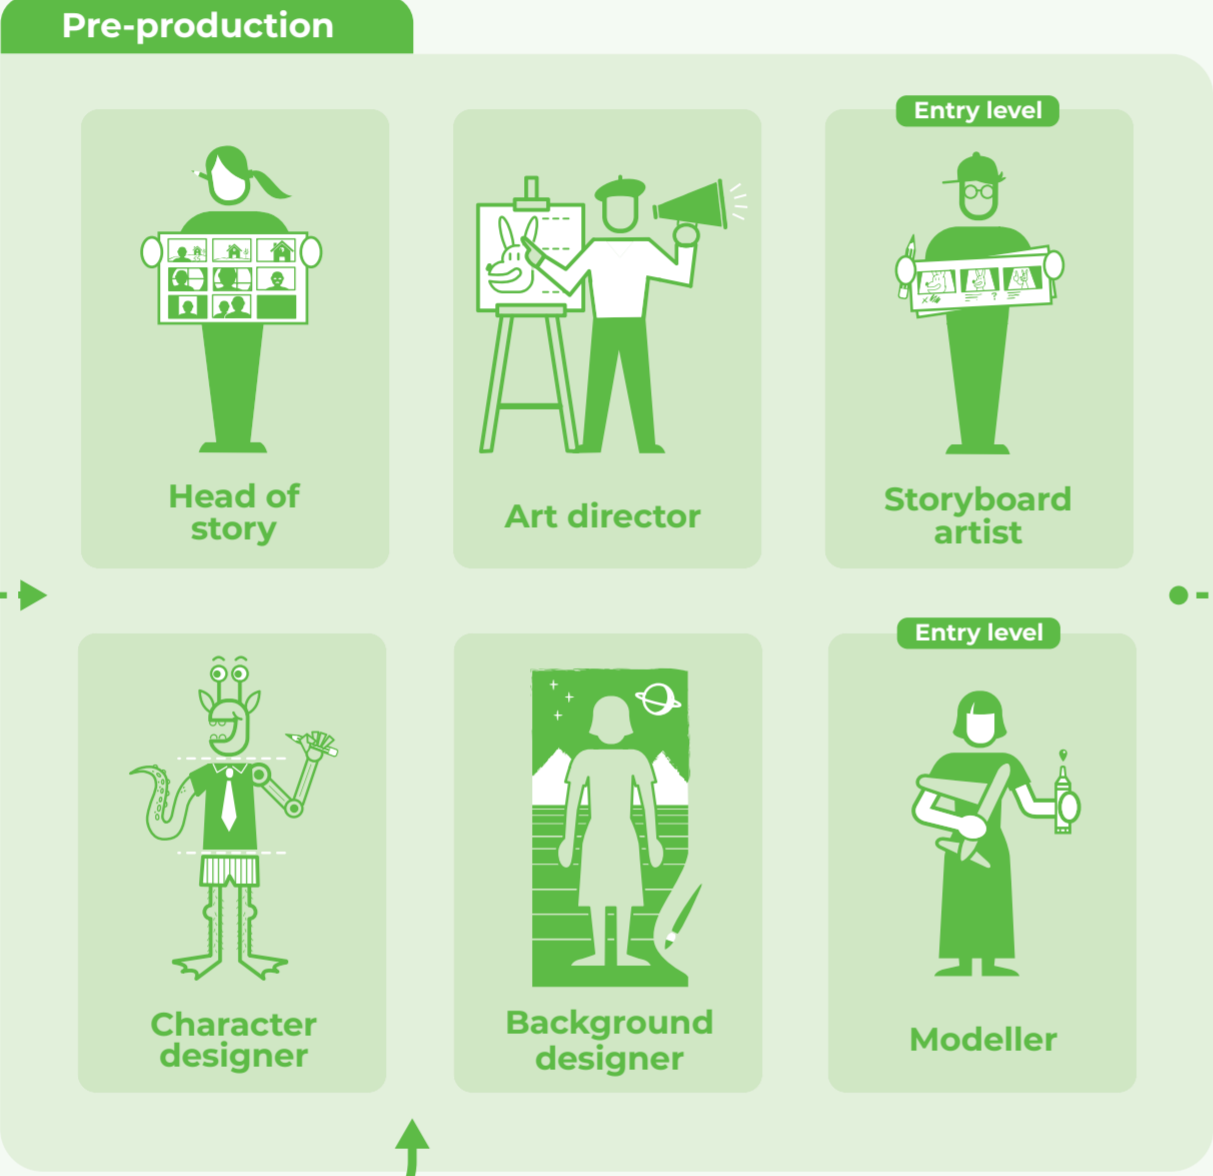 Pre-production
Entry level
Head of
story
Art director
Storyboard
artist
Entry level
Character
designer
Background
designer
Modeller